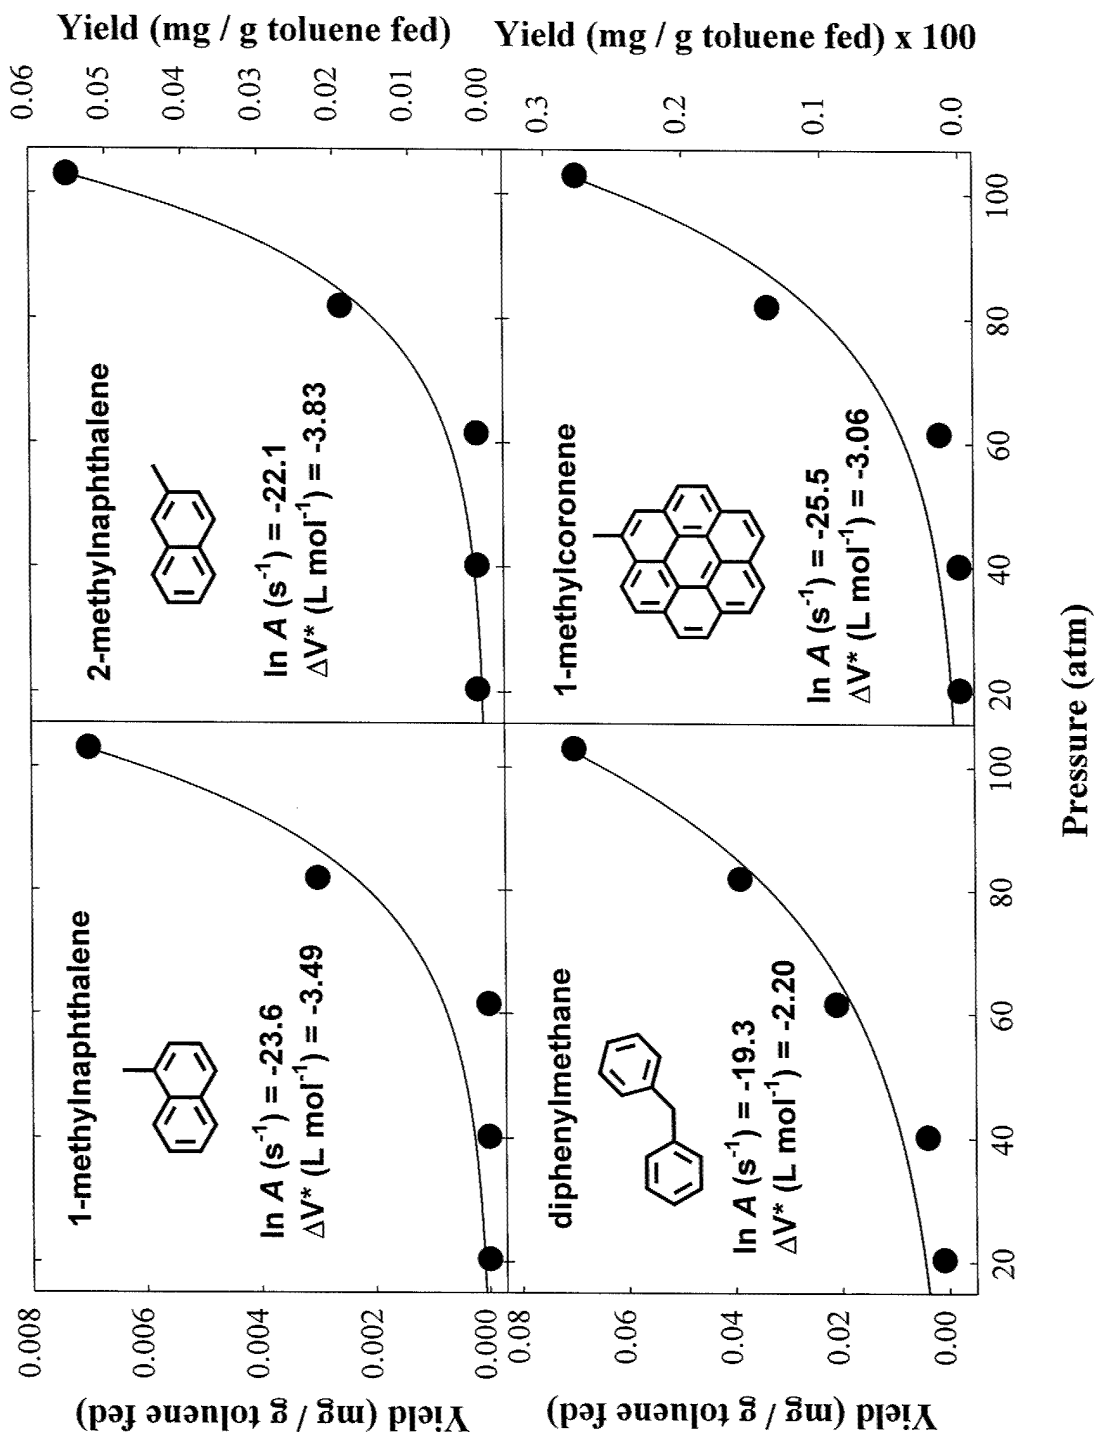 1-methylnaphthalene
ln A (s⁻¹) = -23.6
ΔV* (L mol⁻¹) = -3.49
Yield (mg / g toluene fed)
0.008
0.006
0.004
0.002
0.000
2-methylnaphthalene
ln A (s⁻¹) = -22.1
ΔV* (L mol⁻¹) = -3.83
Yield (mg / g toluene fed)
0.06
0.05
0.04
0.03
0.02
0.01
0.00
diphenylmethane
ln A (s⁻¹) = -19.3
ΔV* (L mol⁻¹) = -2.20
Yield (mg / g toluene fed)
0.08
0.06
0.04
0.02
0.00
20 40 60 80 100
1-methylcoronene
ln A (s⁻¹) = -25.5
ΔV* (L mol⁻¹) = -3.06
Yield (mg / g toluene fed) x 100
0.3
0.2
0.1
0.0
20 40 60 80 100
Pressure (atm)